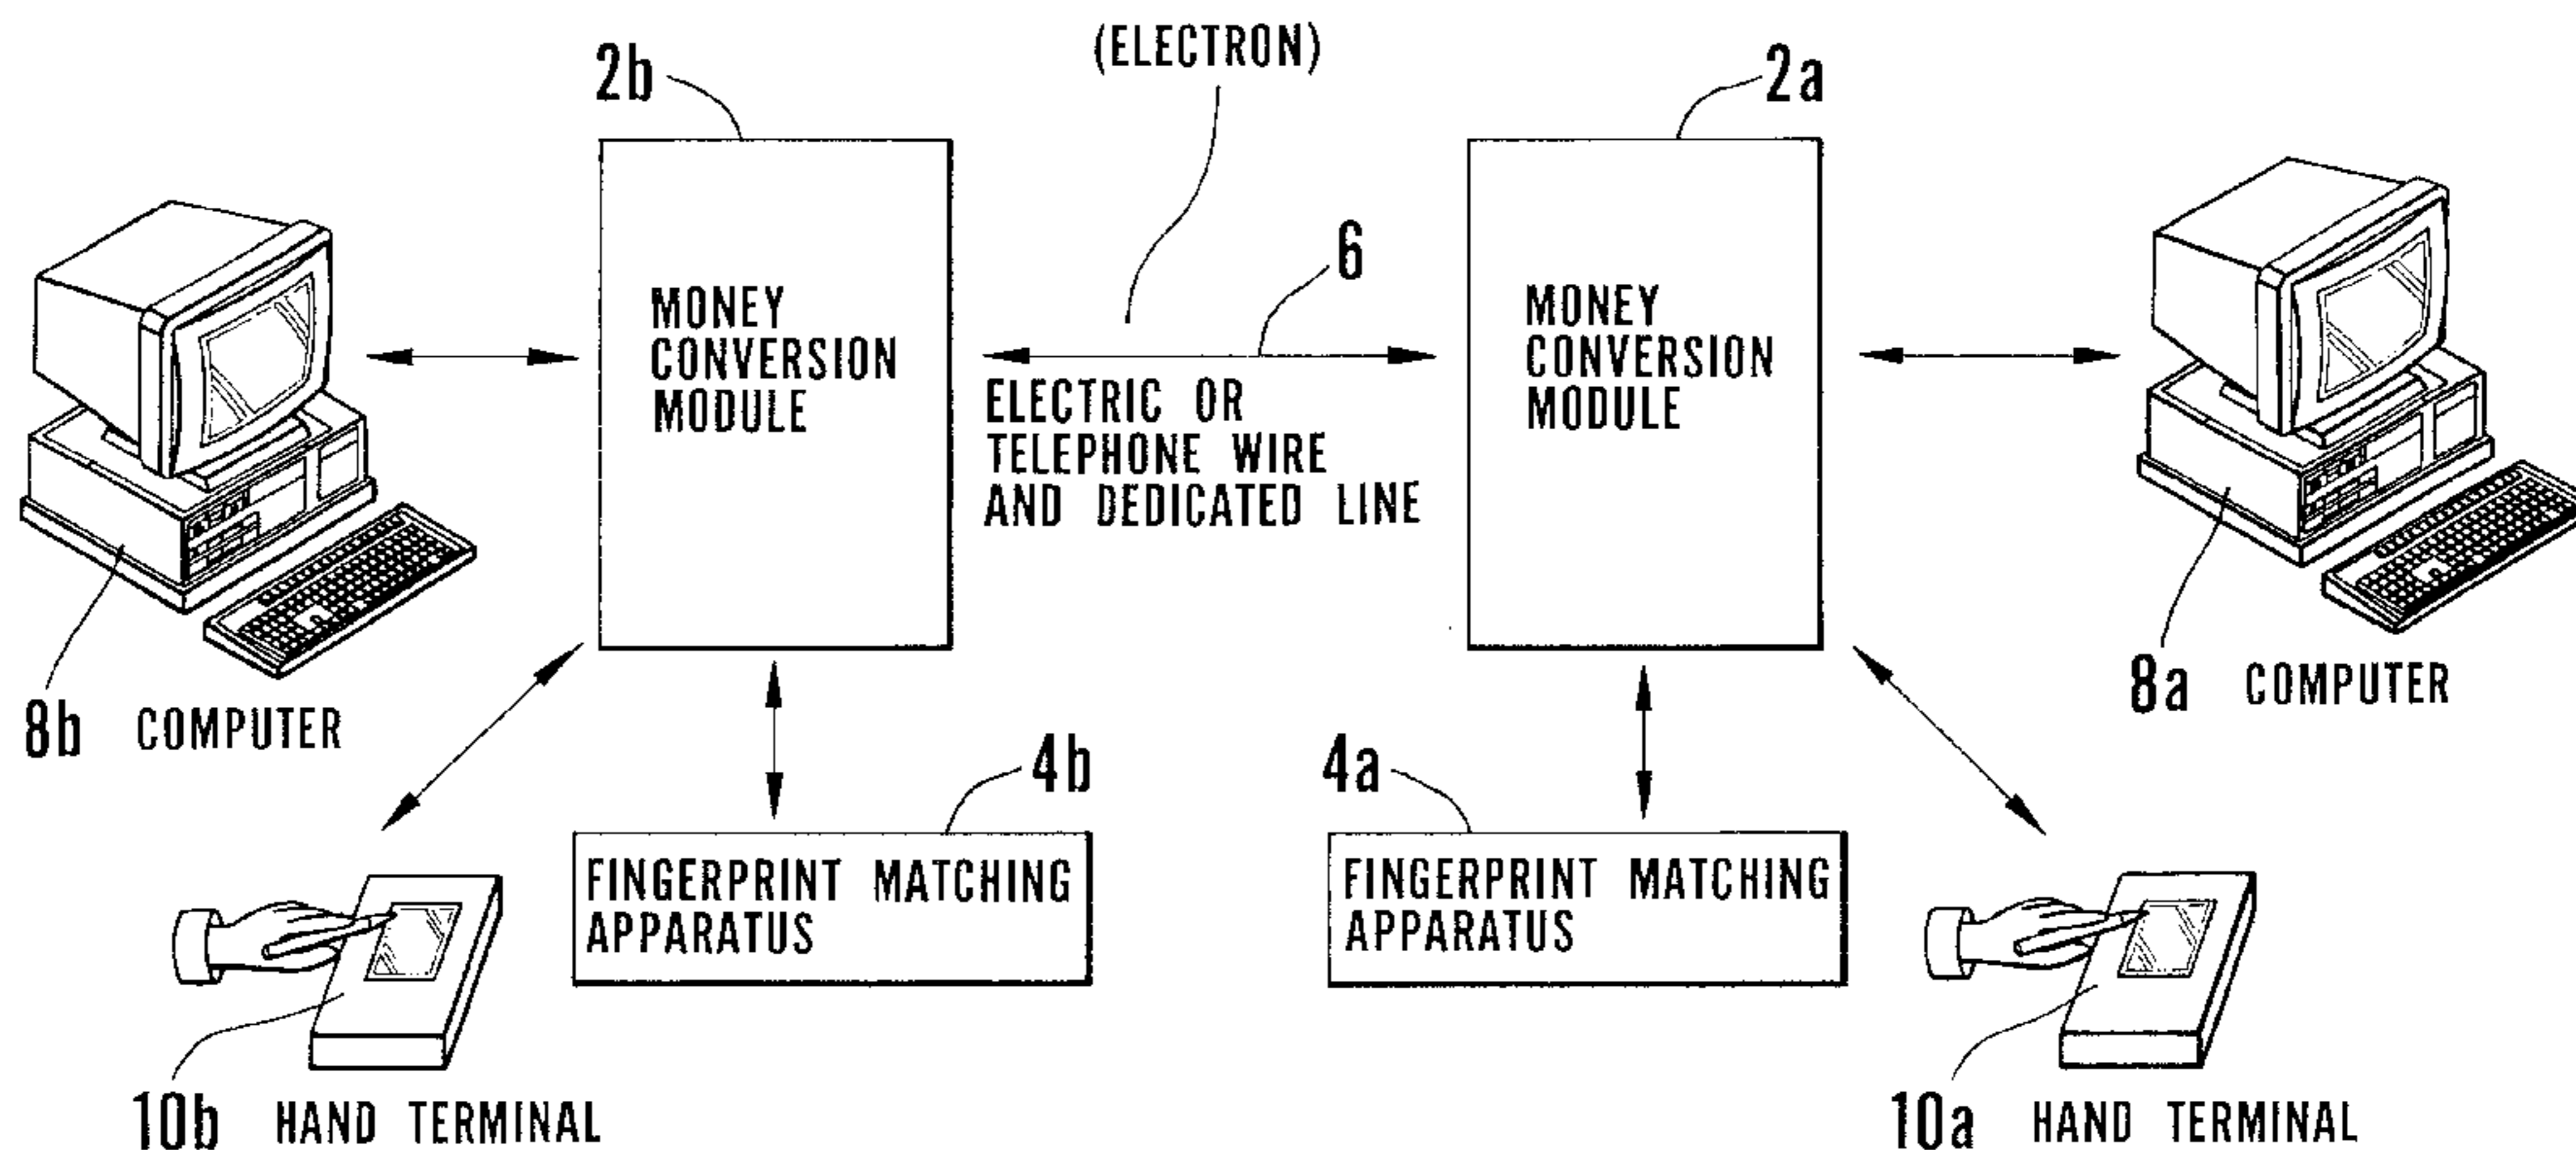 (ELECTRON)
2b
2a
6
MONEY
CONVERSION
MODULE
ELECTRIC OR
TELEPHONE WIRE
AND DEDICATED LINE
MONEY
CONVERSION
MODULE
8b COMPUTER
8a COMPUTER
4b
4a
FINGERPRINT MATCHING
APPARATUS
FINGERPRINT MATCHING
APPARATUS
10b HAND TERMINAL
10a HAND TERMINAL